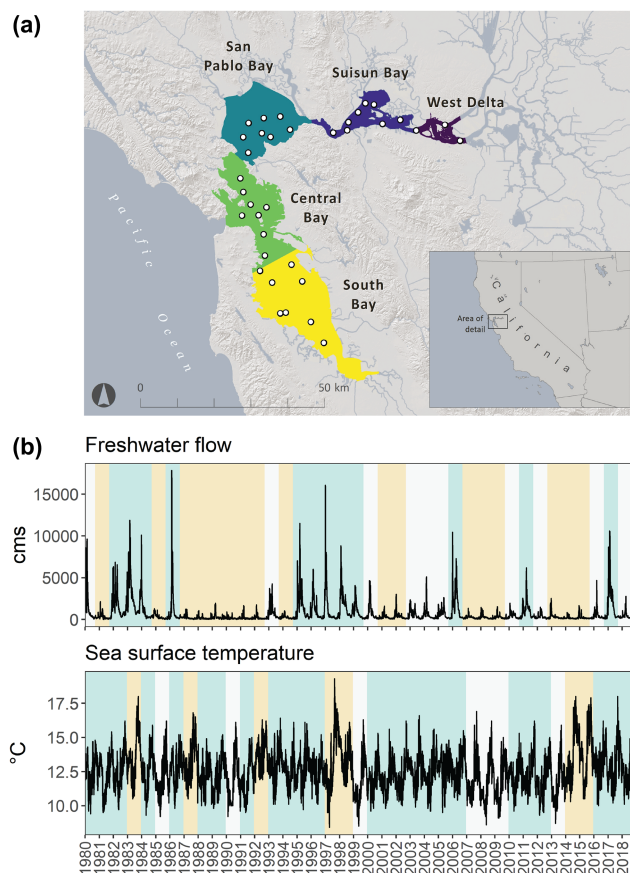 (a)
San
Pablo Bay
Suisun Bay
West Delta
Central
Bay
South
Bay
Pacific
Ocean
California
Area of
detail
0
50 km
(b)
Freshwater flow
cms
15000
10000
5000
0
Sea surface temperature
°C
17.5
15.0
12.5
10.0
1980
1981
1982
1983
1984
1985
1986
1987
1988
1989
1990
1991
1992
1993
1994
1995
1996
1997
1998
1999
2000
2001
2002
2003
2004
2005
2006
2007
2008
2009
2010
2011
2012
2013
2014
2015
2016
2017
2018